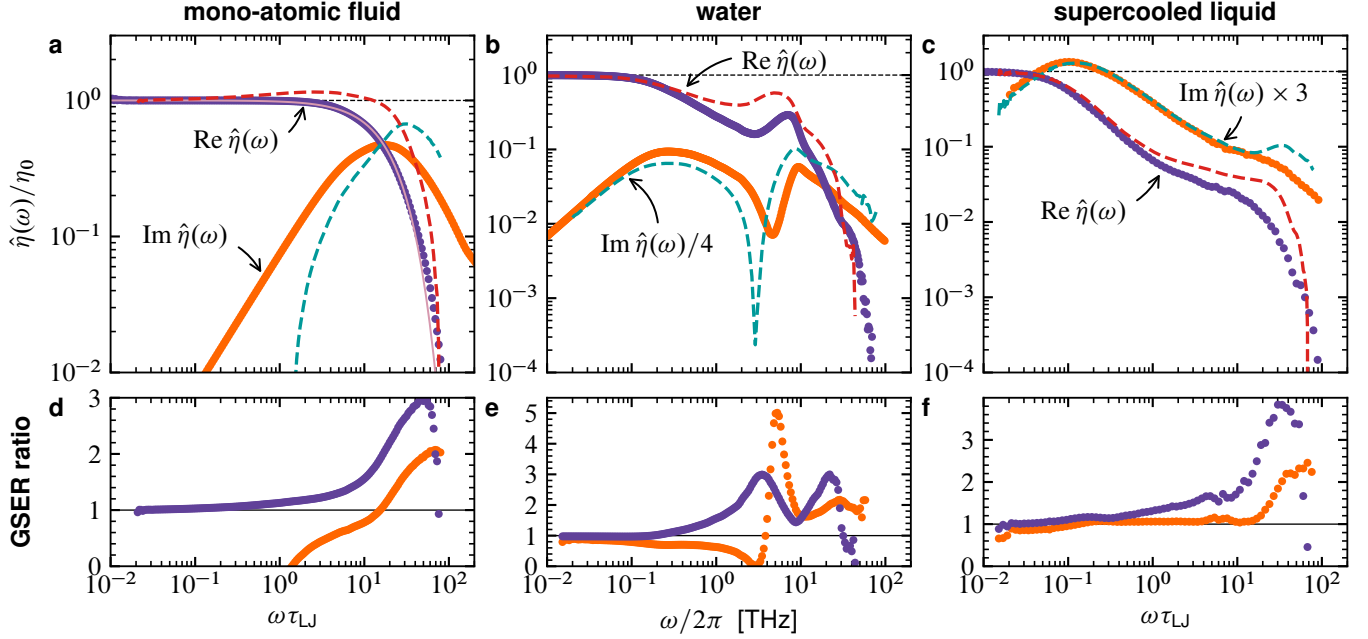 mono-atomic fluid
water
supercooled liquid
a
b
c
η̂(ω)/η₀
10⁰
10⁻¹
10⁻²
Re η̂(ω)
Im η̂(ω)
10⁰
10⁻¹
10⁻²
10⁻³
10⁻⁴
Re η̂(ω)
Im η̂(ω)/4
10⁰
10⁻¹
10⁻²
10⁻³
10⁻⁴
Im η̂(ω) × 3
Re η̂(ω)
d
e
f
GSER ratio
3
2
1
0
10⁻² 10⁻¹ 10⁰ 10¹ 10²
ωτLJ
5
4
3
2
1
0
10⁻² 10⁻¹ 10⁰ 10¹ 10²
ω/2π [THz]
4
3
2
1
0
10⁻² 10⁻¹ 10⁰ 10¹ 10²
ωτLJ